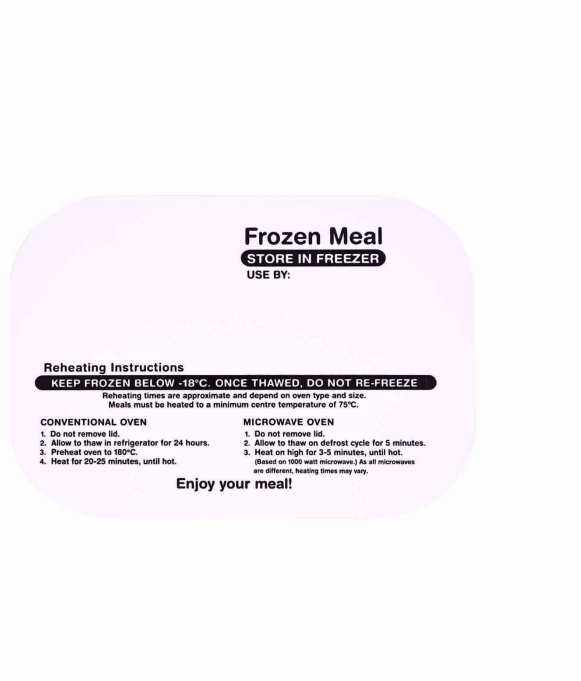 Frozen Meal
STORE IN FREEZER
USE BY:
Reheating Instructions
KEEP FROZEN BELOW -18°C. ONCE THAWED, DO NOT RE-FREEZE
Reheating times are approximate and depend on oven type and size.
Meals must be heated to a minimum centre temperature of 75°C.
CONVENTIONAL OVEN
1. Do not remove lid.
2. Allow to thaw in refrigerator for 24 hours.
3. Preheat oven to 180°C.
4. Heat for 20-25 minutes, until hot.
MICROWAVE OVEN
1. Do not remove lid.
2. Allow to thaw on defrost cycle for 5 minutes.
3. Heat on high for 3-5 minutes, until hot.
(Based on 1000 watt microwave.) As all microwaves
are different, heating times may vary.
Enjoy your meal!